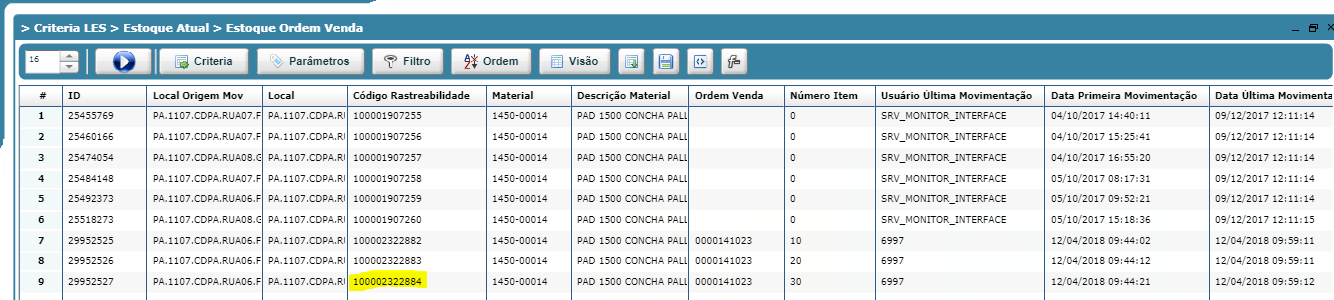 > Criteria LES > Estoque Atual > Estoque Ordem Venda
16 Criteria Parâmetros Filtro Ordem Visão
# ID Local Origem Mov Local Código Rastreabilidade Material Descrição Material Ordem Venda Número Item Usuário Última Movimentação Data Primeira Movimentação Data Última Movimenta
1 25455769 PA.1107.CDPA.RUA07.F PA.1107.CDPA.RU 100001907255 1450-00014 PAD 1500 CONCHA PALL 0 SRV_MONITOR_INTERFACE 04/10/2017 14:40:11 09/12/2017 12:11:14
2 25460166 PA.1107.CDPA.RUA07.F PA.1107.CDPA.RU 100001907256 1450-00014 PAD 1500 CONCHA PALL 0 SRV_MONITOR_INTERFACE 04/10/2017 15:25:41 09/12/2017 12:11:14
3 25474054 PA.1107.CDPA.RUA08.G PA.1107.CDPA.RU 100001907257 1450-00014 PAD 1500 CONCHA PALL 0 SRV_MONITOR_INTERFACE 04/10/2017 16:55:20 09/12/2017 12:11:14
4 25484148 PA.1107.CDPA.RUA07.F PA.1107.CDPA.RU 100001907258 1450-00014 PAD 1500 CONCHA PALL 0 SRV_MONITOR_INTERFACE 05/10/2017 08:17:31 09/12/2017 12:11:14
5 25492373 PA.1107.CDPA.RUA06.F PA.1107.CDPA.RU 100001907259 1450-00014 PAD 1500 CONCHA PALL 0 SRV_MONITOR_INTERFACE 05/10/2017 09:52:21 09/12/2017 12:11:14
6 25518273 PA.1107.CDPA.RUA08.G PA.1107.CDPA.RU 100001907260 1450-00014 PAD 1500 CONCHA PALL 0 SRV_MONITOR_INTERFACE 05/10/2017 15:18:36 09/12/2017 12:11:15
7 29952525 PA.1107.CDPA.RUA06.F PA.1107.CDPA.RU 100002322882 1450-00014 PAD 1500 CONCHA PALL 0000141023 10 6997 12/04/2018 09:44:02 12/04/2018 09:59:11
8 29952526 PA.1107.CDPA.RUA06.F PA.1107.CDPA.RU 100002322883 1450-00014 PAD 1500 CONCHA PALL 0000141023 20 6997 12/04/2018 09:44:12 12/04/2018 09:59:11
9 29952527 PA.1107.CDPA.RUA06.F PA.1107.CDPA.RU 100002322884 1450-00014 PAD 1500 CONCHA PALL 0000141023 30 6997 12/04/2018 09:44:21 12/04/2018 09:59:12